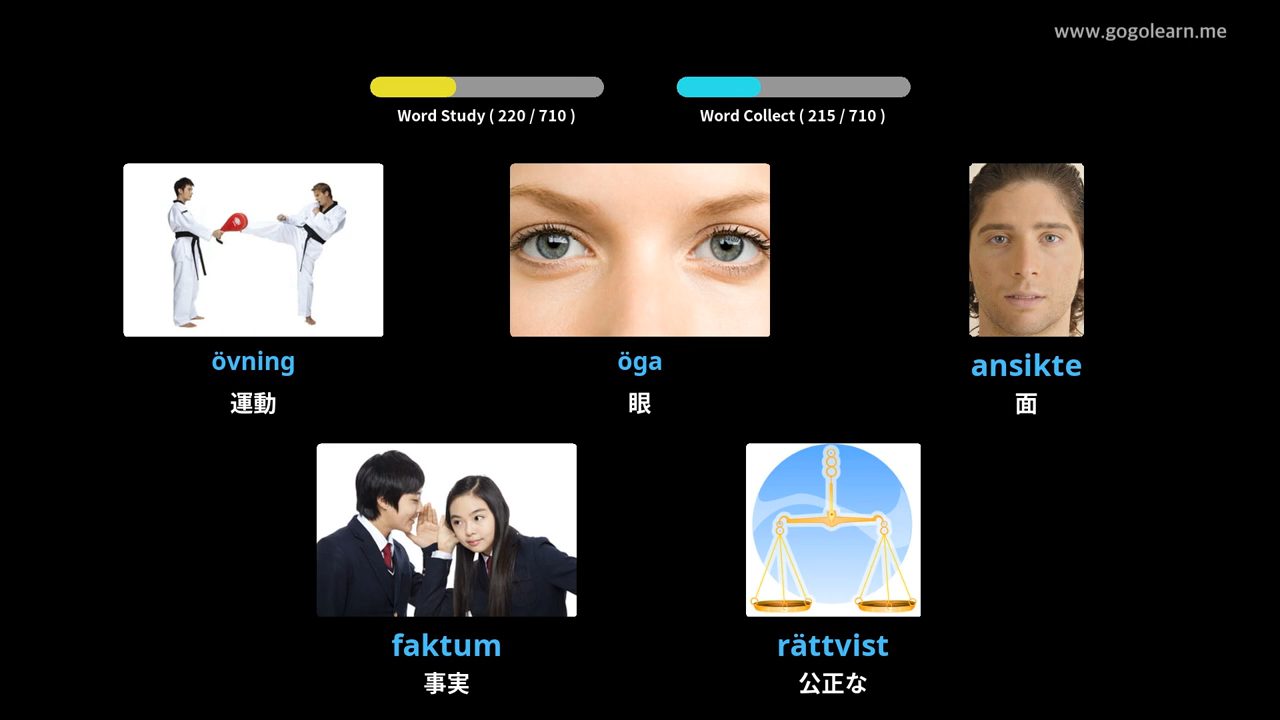 www.gogolearn.me
Word Study ( 220 / 710 )
Word Collect ( 215 / 710 )
övning
öga
ansikte
運動
眼
面
faktum
rättvist
事実
公正な